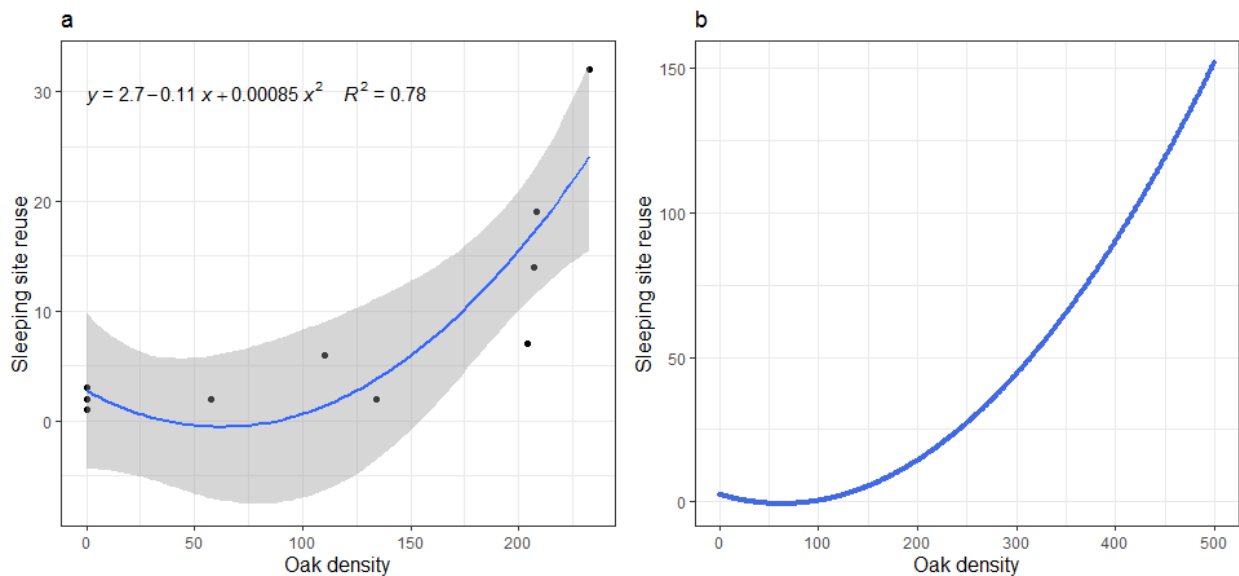 a
y = 2.7−0.11 x + 0.00085 x² R² = 0.78
30
20
10
0
Sleeping site reuse
0 50 100 150 200
Oak density
b
150
100
50
0
Sleeping site reuse
0 100 200 300 400 500
Oak density